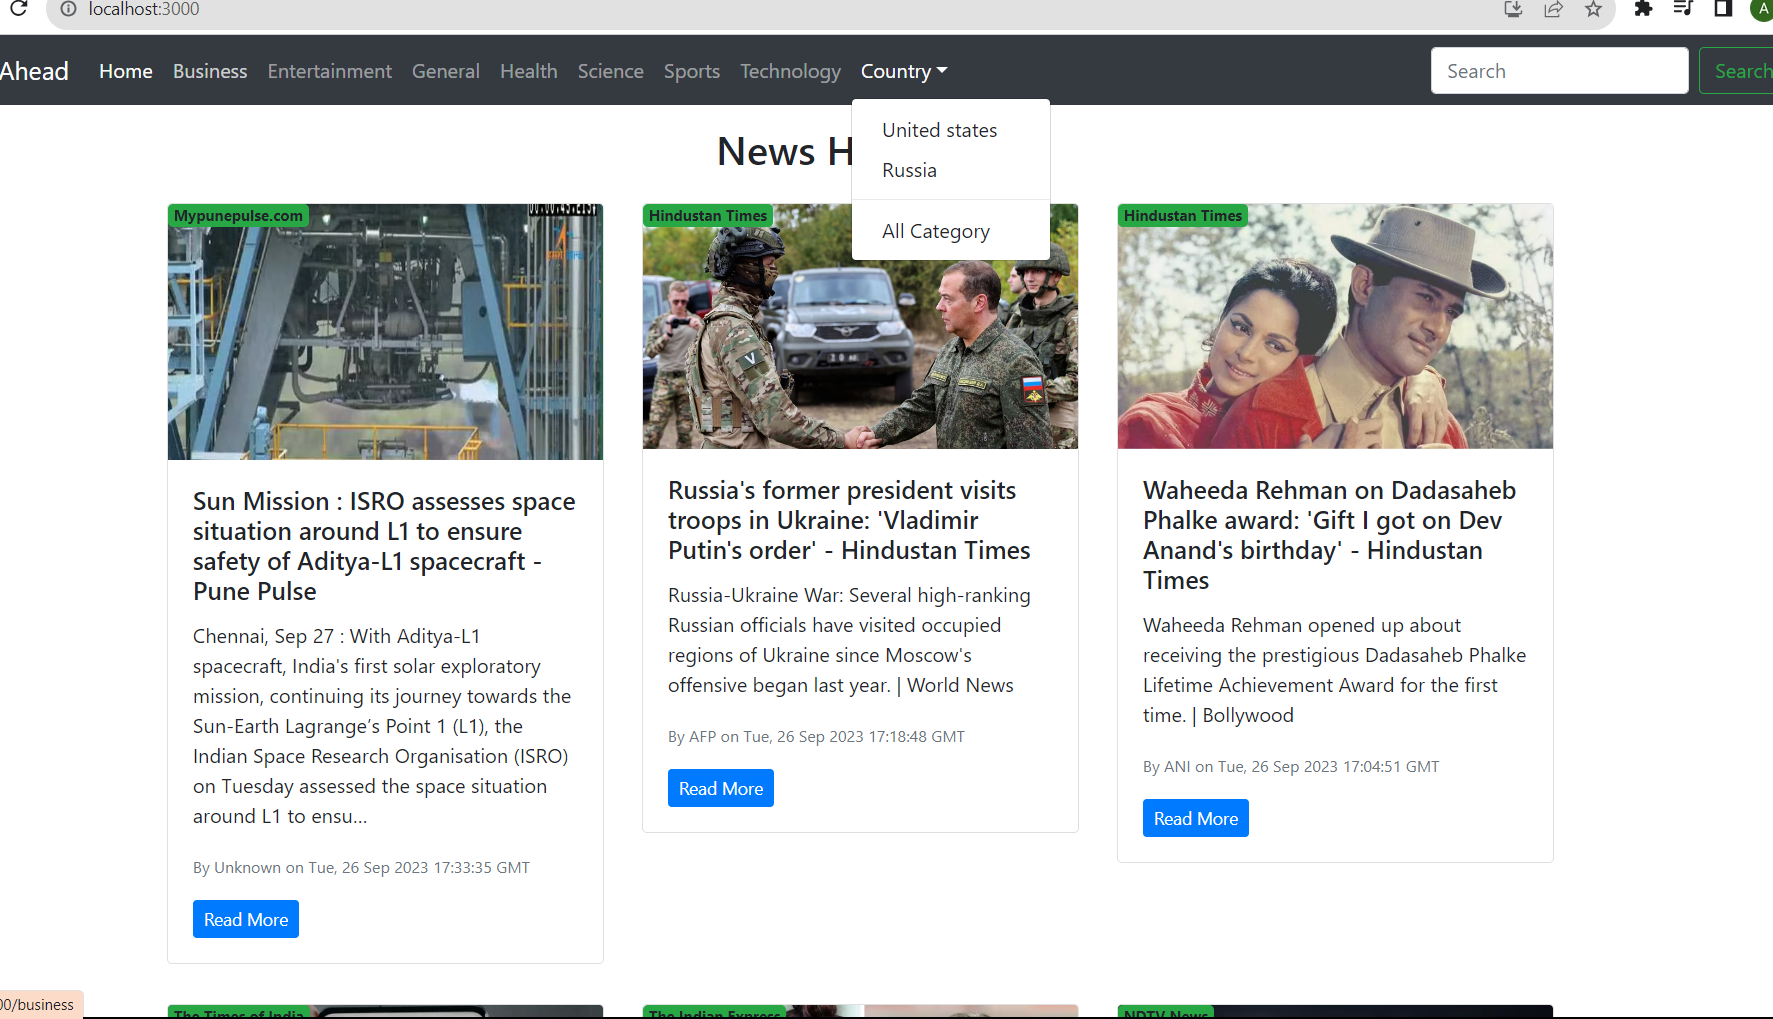 localhost:3000
A
Ahead Home Business Entertainment General Health Science Sports Technology Country Search Search
United states
Russia
All Category
News H
Mypunepulse.com
Sun Mission : ISRO assesses space
situation around L1 to ensure
safety of Aditya-L1 spacecraft -
Pune Pulse
Chennai, Sep 27 : With Aditya-L1
spacecraft, India's first solar exploratory
mission, continuing its journey towards the
Sun-Earth Lagrange’s Point 1 (L1), the
Indian Space Research Organisation (ISRO)
on Tuesday assessed the space situation
around L1 to ensu...
By Unknown on Tue, 26 Sep 2023 17:33:35 GMT
Read More
Hindustan Times
V
Russia's former president visits
troops in Ukraine: 'Vladimir
Putin's order' - Hindustan Times
Russia-Ukraine War: Several high-ranking
Russian officials have visited occupied
regions of Ukraine since Moscow's
offensive began last year. | World News
By AFP on Tue, 26 Sep 2023 17:18:48 GMT
Read More
Hindustan Times
Waheeda Rehman on Dadasaheb
Phalke award: 'Gift I got on Dev
Anand's birthday' - Hindustan
Times
Waheeda Rehman opened up about
receiving the prestigious Dadasaheb Phalke
Lifetime Achievement Award for the first
time. | Bollywood
By ANI on Tue, 26 Sep 2023 17:04:51 GMT
Read More
00/business
The Times of India
The Indian Express
NDTV News